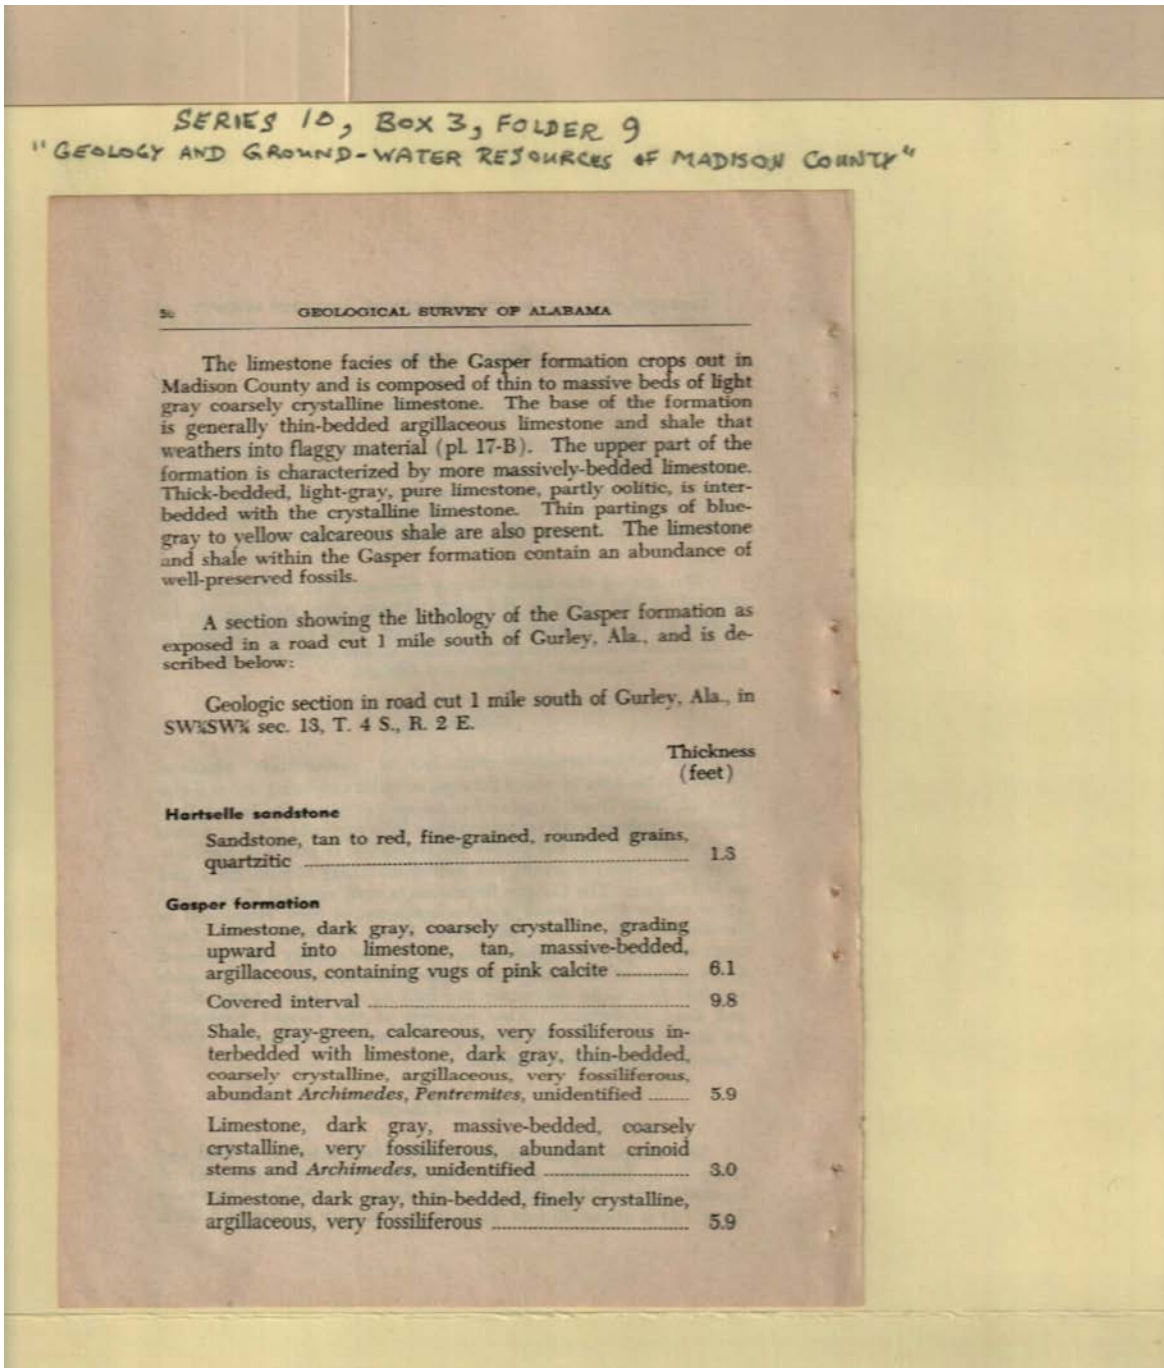 SERIES 10, BOX 3, FOLDER 9
"GEOLOGY AND GROUND-WATER RESOURCES OF MADISON COUNTY"
GEOLOGICAL SURVEY OF ALABAMA
The limestone facies of the Gasper formation crops out in
Madison County and is composed of thin to massive beds of light
gray coarsely crystalline limestone. The base of the formation
is generally thin-bedded argillaceous limestone and shale that
weathers into flaggy material (pl. 17-B). The upper part of the
formation is characterized by more massively-bedded limestone.
Thick-bedded, light-gray, pure limestone, partly oolitic, is inter-
bedded with the crystalline limestone. Thin partings of blue-
gray to yellow calcareous shale are also present. The limestone
and shale within the Gasper formation contain an abundance of
well-preserved fossils.
A section showing the lithology of the Gasper formation as
exposed in a road cut 1 mile south of Gurley, Ala., and is de-
scribed below:
Geologic section in road cut 1 mile south of Gurley, Ala., in
SW¼SW¼ sec. 13, T. 4 S., R. 2 E.
Thickness
(feet)
Hartselle sandstone
Sandstone, tan to red, fine-grained, rounded grains,
quartzitic ........ 1.3
Gasper formation
Limestone, dark gray, coarsely crystalline, grading
upward into limestone, tan, massive-bedded,
argillaceous, containing vugs of pink calcite ........ 6.1
Covered interval ........ 9.8
Shale, gray-green, calcareous, very fossiliferous in-
terbedded with limestone, dark gray, thin-bedded,
coarsely crystalline, argillaceous, very fossiliferous,
abundant Archimedes, Pentremites, unidentified ........ 5.9
Limestone, dark gray, massive-bedded, coarsely
crystalline, very fossiliferous, abundant crinoid
stems and Archimedes, unidentified ........ 3.0
Limestone, dark gray, thin-bedded, finely crystalline,
argillaceous, very fossiliferous ........ 5.9